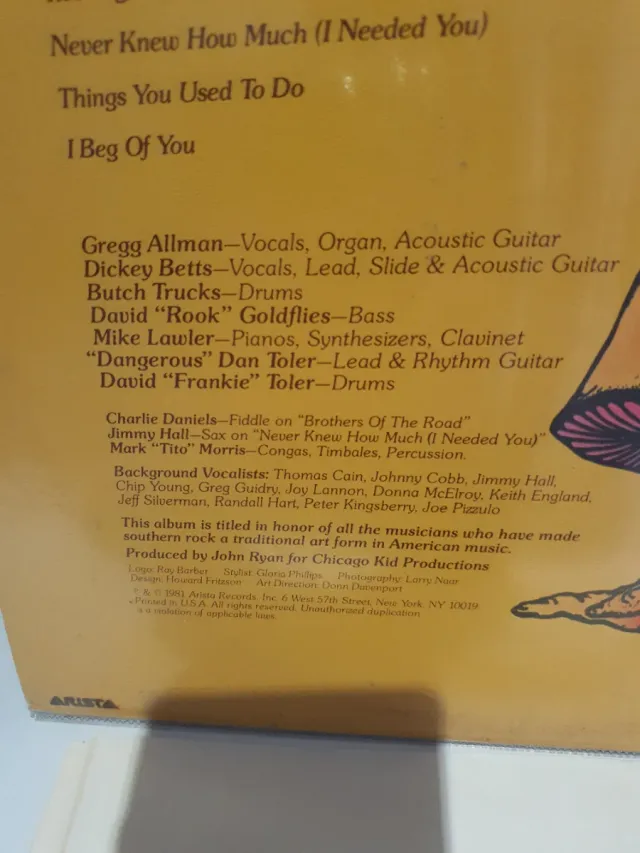 Never Knew How Much (I Needed You)
Things You Used To Do
I Beg Of You
Gregg Allman—Vocals, Organ, Acoustic Guitar
Dickey Betts—Vocals, Lead, Slide & Acoustic Guitar
Butch Trucks—Drums
David "Rook" Goldflies—Bass
Mike Lawler—Pianos, Synthesizers, Clavinet
"Dangerous" Dan Toler—Lead & Rhythm Guitar
David "Frankie" Toler—Drums
Charlie Daniels—Fiddle on "Brothers Of The Road"
Jimmy Hall—Sax on "Never Knew How Much (I Needed You)"
Mark "Tito" Morris—Congas, Timbales, Percussion.
Background Vocalists: Thomas Cain, Johnny Cobb, Jimmy Hall,
Chip Young, Greg Guidry, Joy Lannon, Donna McElroy, Keith England,
Jeff Silverman, Randall Hart, Peter Kingsberry, Joe Pizzulo
This album is titled in honor of all the musicians who have made
southern rock a traditional art form in American music.
Produced by John Ryan for Chicago Kid Productions
Logo: Ray Barber Stylist: Gloria Phillips Photography: Larry Naar
Design: Howard Fritzson Art Direction: Donn Davenport
℗ & © 1981 Arista Records, Inc. 6 West 57th Street, New York, NY 10019
Printed in U.S.A. All rights reserved. Unauthorized duplication
is a violation of applicable laws.
ARISTA